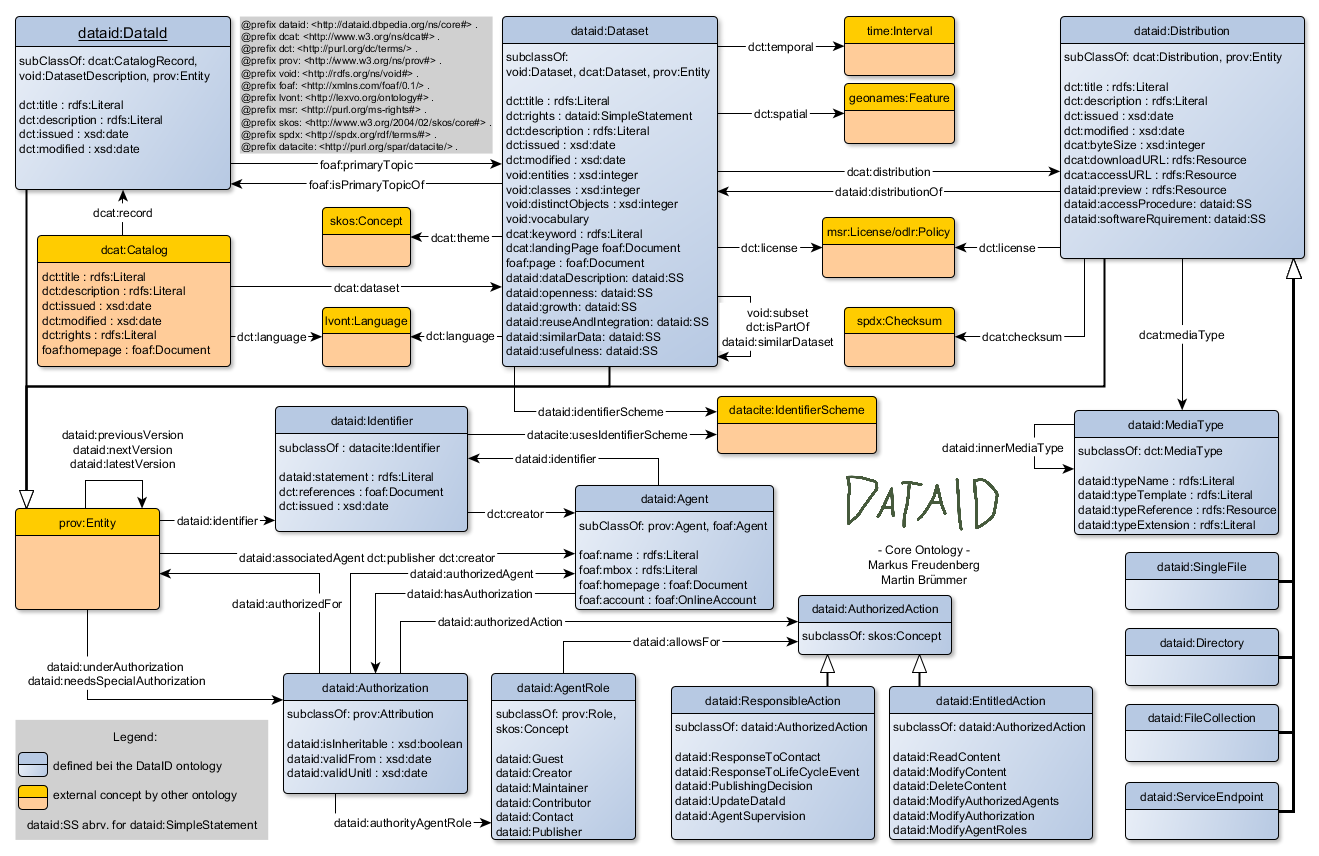 dataid:DataId
subClassOf: dcat:CatalogRecord,
void:DatasetDescription, prov:Entity
dct:title : rdfs:Literal
dct:description : rdfs:Literal
dct:issued : xsd:date
dct:modified : xsd:date
@prefix dataid: <http://dataid.dbpedia.org/ns/core#> .
@prefix dcat: <http://www.w3.org/ns/dcat#> .
@prefix dct: <http://purl.org/dc/terms/> .
@prefix prov: <http://www.w3.org/ns/prov#> .
@prefix void: <http://rdfs.org/ns/void#> .
@prefix foaf: <http://xmlns.com/foaf/0.1/> .
@prefix lvont: <http://lexvo.org/ontology#> .
@prefix msr: <http://purl.org/ms-rights#> .
@prefix skos: <http://www.w3.org/2004/02/skos/core#> .
@prefix spdx: <http://spdx.org/rdf/terms/#> .
@prefix datacite: <http://purl.org/spar/datacite/> .
dataid:Dataset
subclassOf:
void:Dataset, dcat:Dataset, prov:Entity
dct:title : rdfs:Literal
dct:rights : dataid:SimpleStatement
dct:description : rdfs:Literal
dct:issued : xsd:date
dct:modified : xsd:date
void:entities : xsd:integer
void:classes : xsd:integer
void:distinctObjects : xsd:integer
void:vocabulary
dcat:keyword : rdfs:Literal
dcat:landingPage foaf:Document
foaf:page : foaf:Document
dataid:dataDescription: dataid:SS
dataid:openness: dataid:SS
dataid:growth: dataid:SS
dataid:reuseAndIntegration: dataid:SS
dataid:similarData: dataid:SS
dataid:usefulness: dataid:SS
dct:temporal
time:Interval
dct:spatial
geonames:Feature
dataid:Distribution
subClassOf: dcat:Distribution, prov:Entity
dct:title : rdfs:Literal
dct:description : rdfs:Literal
dct:issued : xsd:date
dct:modified : xsd:date
dcat:byteSize : xsd:integer
dcat:downloadURL: rdfs:Resource
dcat:accessURL : rdfs:Resource
dataid:preview : rdfs:Resource
dataid:accessProcedure: dataid:SS
dataid:softwareRquirement: dataid:SS
foaf:primaryTopic
foaf:isPrimaryTopicOf
dcat:distribution
dataid:distributionOf
dcat:record
skos:Concept
dcat:theme
dct:license
msr:License/odlr:Policy
dct:license
dcat:Catalog
dct:title : rdfs:Literal
dct:description : rdfs:Literal
dct:issued : xsd:date
dct:modified : xsd:date
dct:rights : rdfs:Literal
foaf:homepage : foaf:Document
dcat:dataset
dct:language
lvont:Language
dct:language
void:subset
dct:isPartOf
dataid:similarDataset
spdx:Checksum
dcat:checksum
dcat:mediaType
dataid:identifierScheme
datacite:IdentifierScheme
datacite:usesIdentifierScheme
dataid:identifier
dataid:Identifier
subclassOf : datacite:Identifier
dataid:statement : rdfs:Literal
dct:references : foaf:Document
dct:issued : xsd:date
dataid:previousVersion
dataid:nextVersion
dataid:latestVersion
prov:Entity
dataid:identifier
dct:creator
dataid:Agent
subClassOf: prov:Agent, foaf:Agent
foaf:name : rdfs:Literal
foaf:mbox : rdfs:Literal
foaf:homepage : foaf:Document
foaf:account : foaf:OnlineAccount
DATAID
- Core Ontology -
Markus Freudenberg
Martin Brümmer
dataid:innerMediaType
dataid:MediaType
subclassOf: dct:MediaType
dataid:typeName : rdfs:Literal
dataid:typeTemplate : rdfs:Literal
dataid:typeReference : rdfs:Resource
dataid:typeExtension : rdfs:Literal
dataid:associatedAgent dct:publisher dct:creator
dataid:authorizedAgent
dataid:hasAuthorization
dataid:authorizedFor
dataid:authorizedAction
dataid:allowsFor
dataid:AuthorizedAction
subclassOf: skos:Concept
dataid:SingleFile
dataid:Directory
dataid:FileCollection
dataid:ServiceEndpoint
dataid:underAuthorization
dataid:needsSpecialAuthorization
dataid:Authorization
subclassOf: prov:Attribution
dataid:isInheritable : xsd:boolean
dataid:validFrom : xsd:date
dataid:validUnitl : xsd:date
dataid:authorityAgentRole
dataid:AgentRole
subclassOf: prov:Role,
skos:Concept
dataid:Guest
dataid:Creator
dataid:Maintainer
dataid:Contributor
dataid:Contact
dataid:Publisher
dataid:ResponsibleAction
subclassOf: dataid:AuthorizedAction
dataid:ResponseToContact
dataid:ResponseToLifeCycleEvent
dataid:PublishingDecision
dataid:UpdateDataId
dataid:AgentSupervision
dataid:EntitledAction
subclassOf: dataid:AuthorizedAction
dataid:ReadContent
dataid:ModifyContent
dataid:DeleteContent
dataid:ModifyAuthorizedAgents
dataid:ModifyAuthorization
dataid:ModifyAgentRoles
Legend:
defined bei the DataID ontology
external concept by other ontology
dataid:SS abrv. for dataid:SimpleStatement